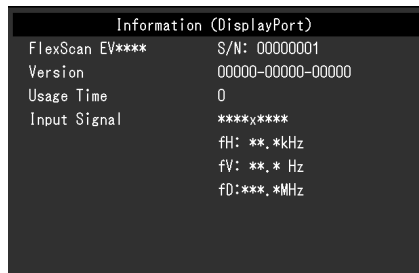 Information (DisplayPort)
FlexScan EV**** S/N: 00000001
Version 00000-00000-00000
Usage Time 0
Input Signal ****x****
fH: **.*kHz
fV: **.* Hz
fD:***.*MHz